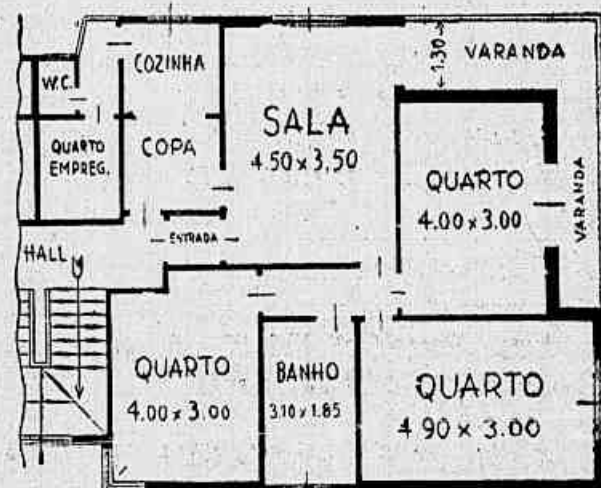 VARANDA
1.30
COZINHA
W.C.
SALA
4.50 x 3,50
QUARTO
EMPREG.
COPA
QUARTO
4.00 x 3.00
VARANDA
ENTRADA
HALL
QUARTO
4.00 x 3.00
BANHO
3.10 x 1.85
QUARTO
4 90 x 3.00